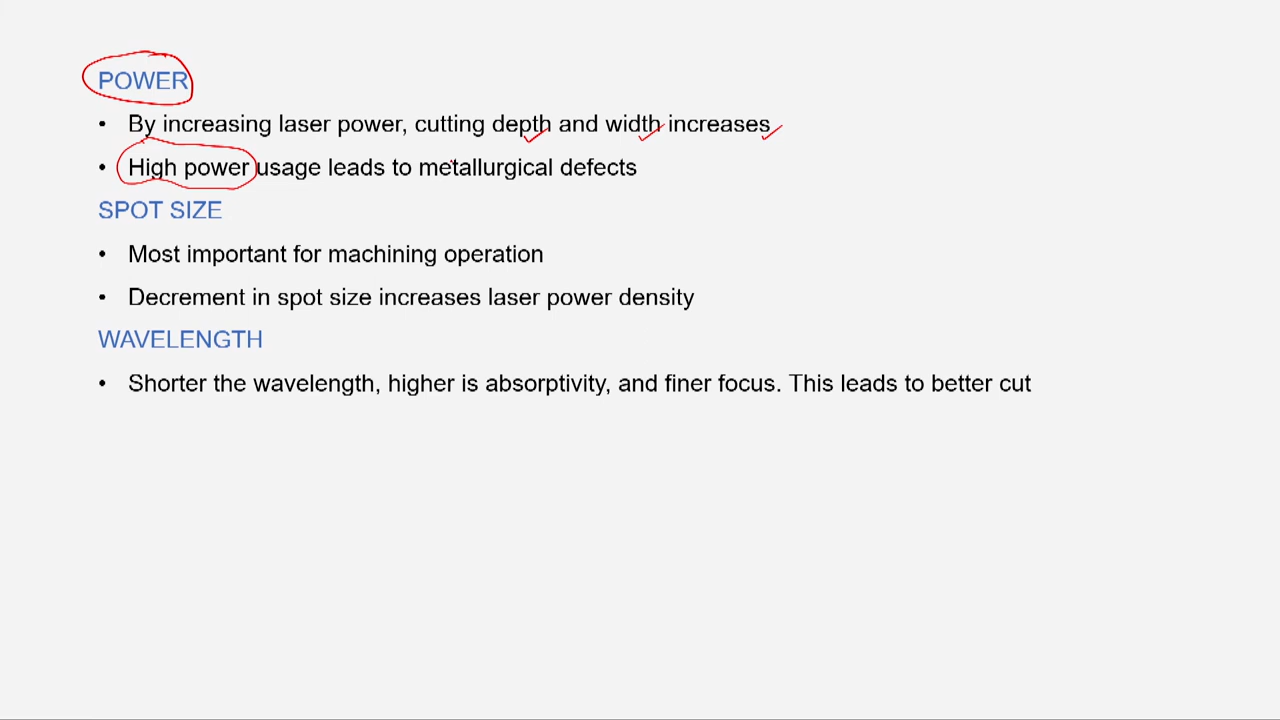 POWER
• By increasing laser power, cutting depth and width increases
• High power usage leads to metallurgical defects
SPOT SIZE
• Most important for machining operation
• Decrement in spot size increases laser power density
WAVELENGTH
• Shorter the wavelength, higher is absorptivity, and finer focus. This leads to better cut